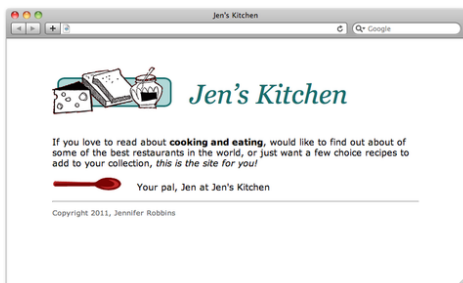 Jen's Kitchen
Google
Jen's Kitchen
If you love to read about cooking and eating, would like to find out about of
some of the best restaurants in the world, or just want a few choice recipes to
add to your collection, this is the site for you!
Your pal, Jen at Jen's Kitchen
Copyright 2011, Jennifer Robbins